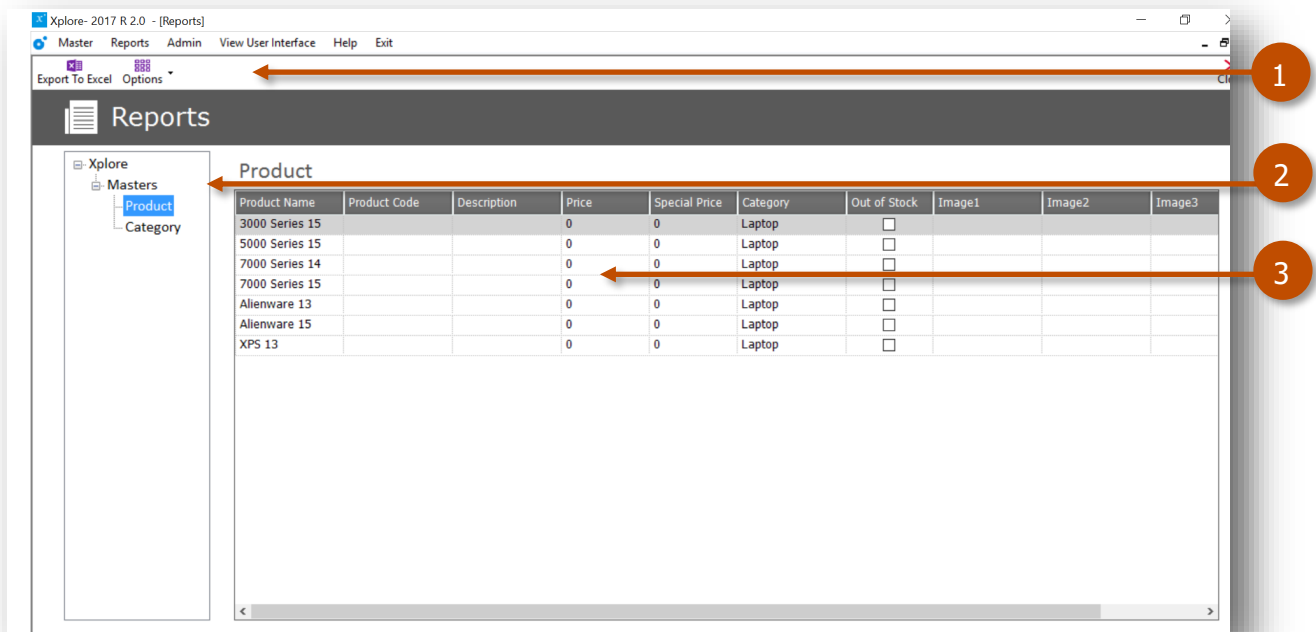 Xplore- 2017 R 2.0 - [Reports]
Master Reports Admin View User Interface Help Exit
Export To Excel Options
1
Reports
Xplore
Masters
Product
Category
2
Product
Product Name Product Code Description Price Special Price Category Out of Stock Image1 Image2 Image3
3000 Series 15 0 0 Laptop
5000 Series 15 0 0 Laptop
7000 Series 14 0 0 Laptop
7000 Series 15 0 0 Laptop
Alienware 13 0 0 Laptop
Alienware 15 0 0 Laptop
XPS 13 0 0 Laptop
3